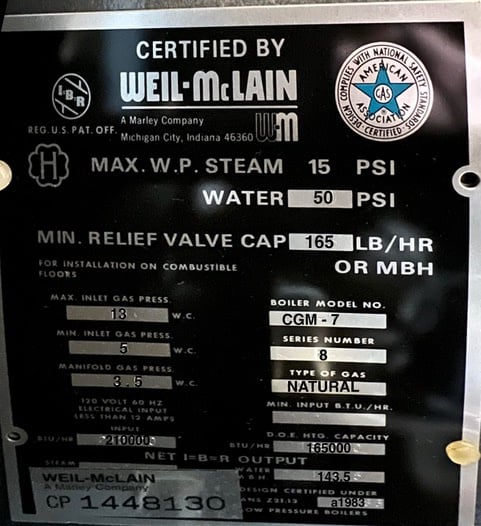 CERTIFIED BY
WEIL-McLAIN
A Marley Company
Michigan City, Indiana 46360 W-M
I=B=R
REG. U.S. PAT. OFF.
DESIGN COMPLIES WITH NATIONAL SAFETY STANDARDS
AMERICAN GAS ASSOCIATION
CERTIFIED
H
MAX. W.P. STEAM 15 PSI
WATER 50 PSI
MIN. RELIEF VALVE CAP 165 LB/HR
OR MBH
FOR INSTALLATION ON COMBUSTIBLE
FLOORS
MAX. INLET GAS PRESS.
13 W.C.
MIN. INLET GAS PRESS.
5 W.C.
MANIFOLD GAS PRESS.
3.5 W.C.
120 VOLT 60 HZ
ELECTRICAL INPUT
LESS THAN 12 AMPS
INPUT
BTU/HR 210000
BOILER MODEL NO.
CGM-7
SERIES NUMBER
8
TYPE OF GAS
NATURAL
MIN. INPUT B.T.U./HR.
D.O.E. HTG. CAPACITY
BTU/HR 165000
NET I=B=R OUTPUT
STEAM
WATER
143.5
DESIGN CERTIFIED UNDER
ANS Z21.13 a1983
LOW PRESSURE BOILERS
WEIL-McLAIN
A Marley Company
CP 1448130